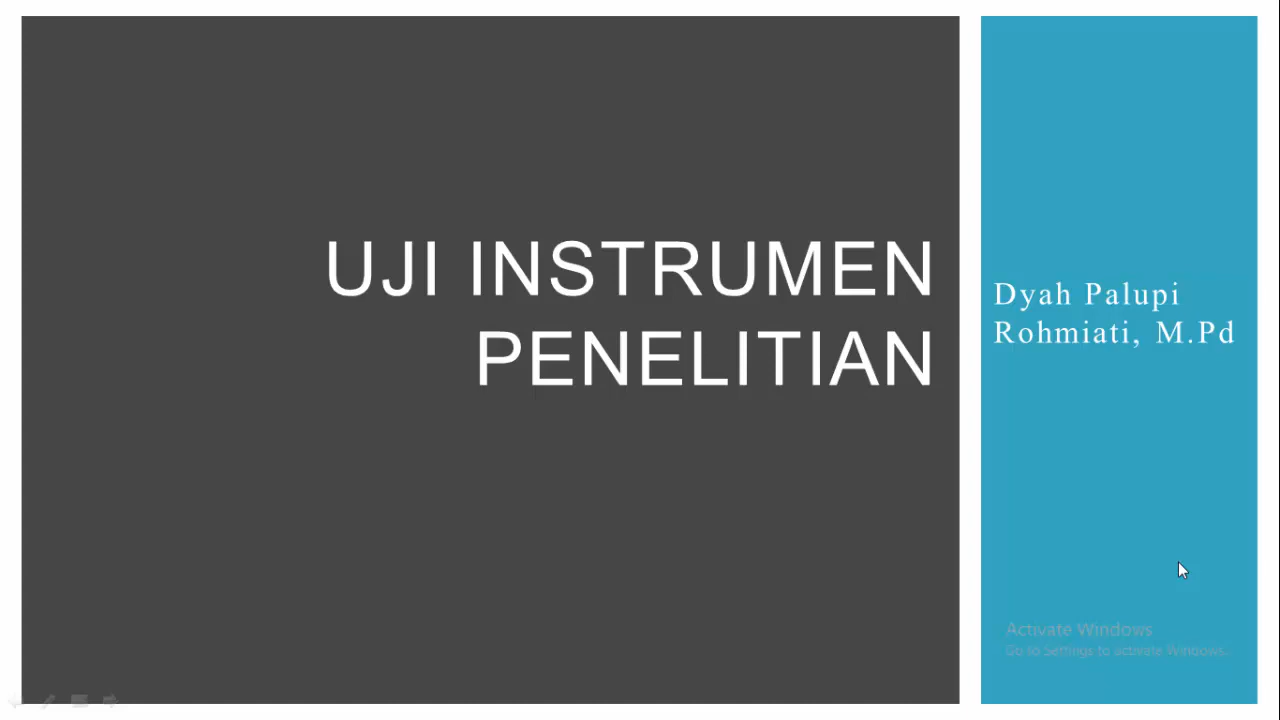 UJI INSTRUMEN
PENELITIAN
Dyah Palupi
Rohmiati, M.Pd
Activate Windows
Go to Settings to activate Windows.